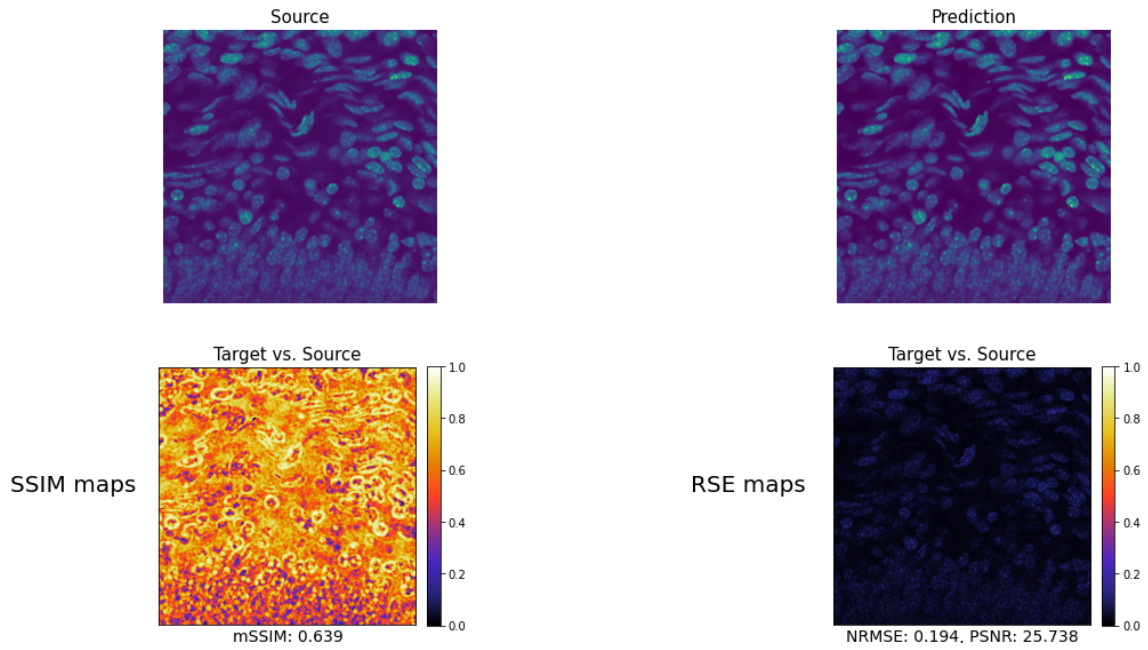 Source
Prediction
Target vs. Source
Target vs. Source
SSIM maps
1.0
0.8
0.6
0.4
0.2
0.0
RSE maps
1.0
0.8
0.6
0.4
0.2
0.0
mSSIM: 0.639
NRMSE: 0.194, PSNR: 25.738